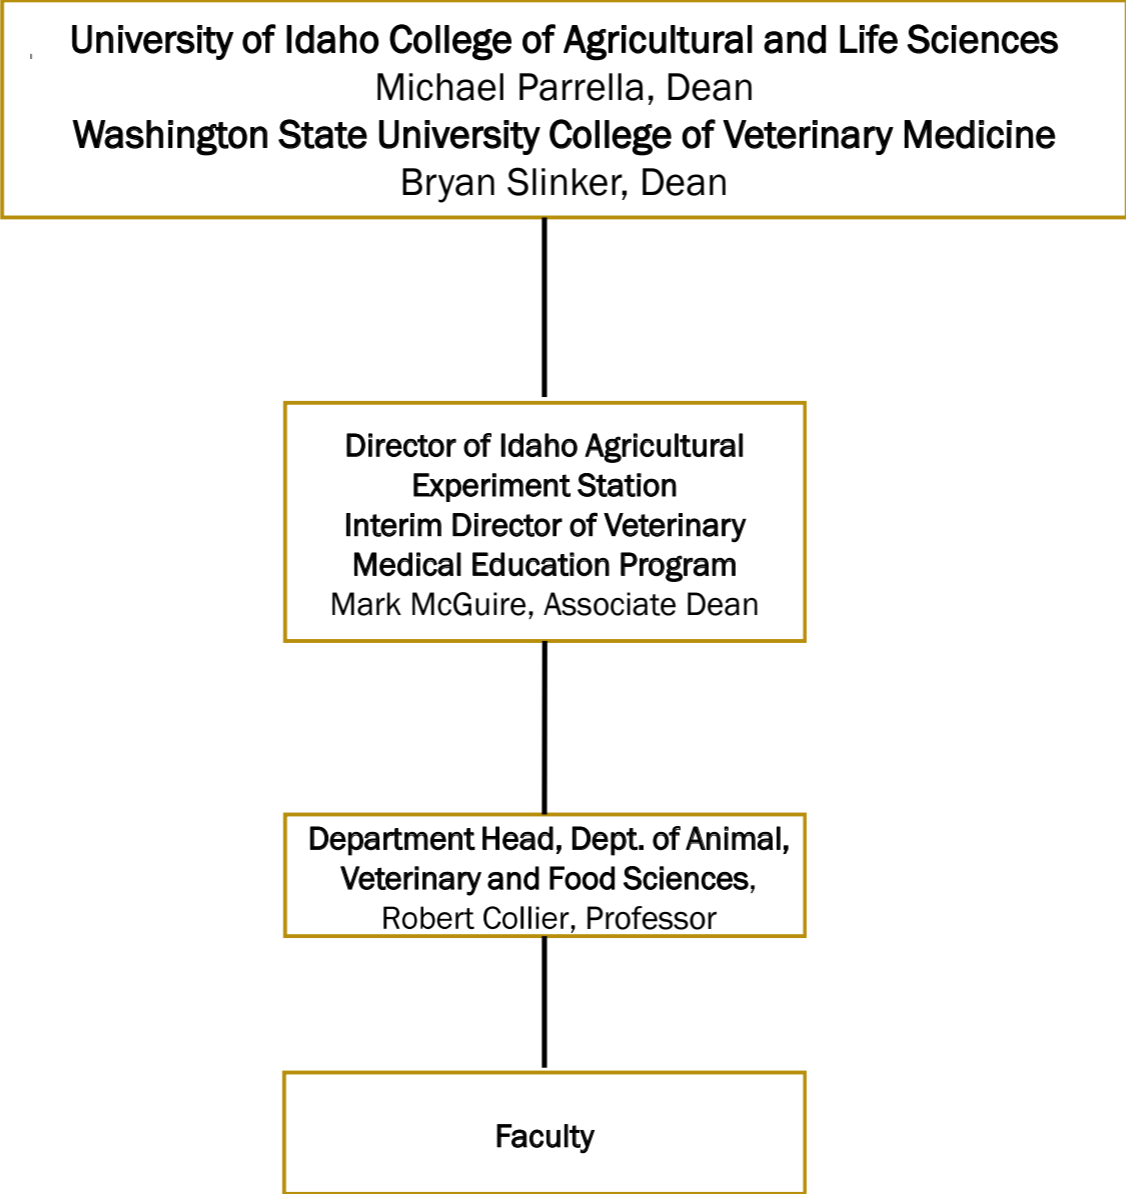 University of Idaho College of Agricultural and Life Sciences
Michael Parrella, Dean
Washington State University College of Veterinary Medicine
Bryan Slinker, Dean
Director of Idaho Agricultural
Experiment Station
Interim Director of Veterinary
Medical Education Program
Mark McGuire, Associate Dean
Department Head, Dept. of Animal,
Veterinary and Food Sciences,
Robert Collier, Professor
Faculty